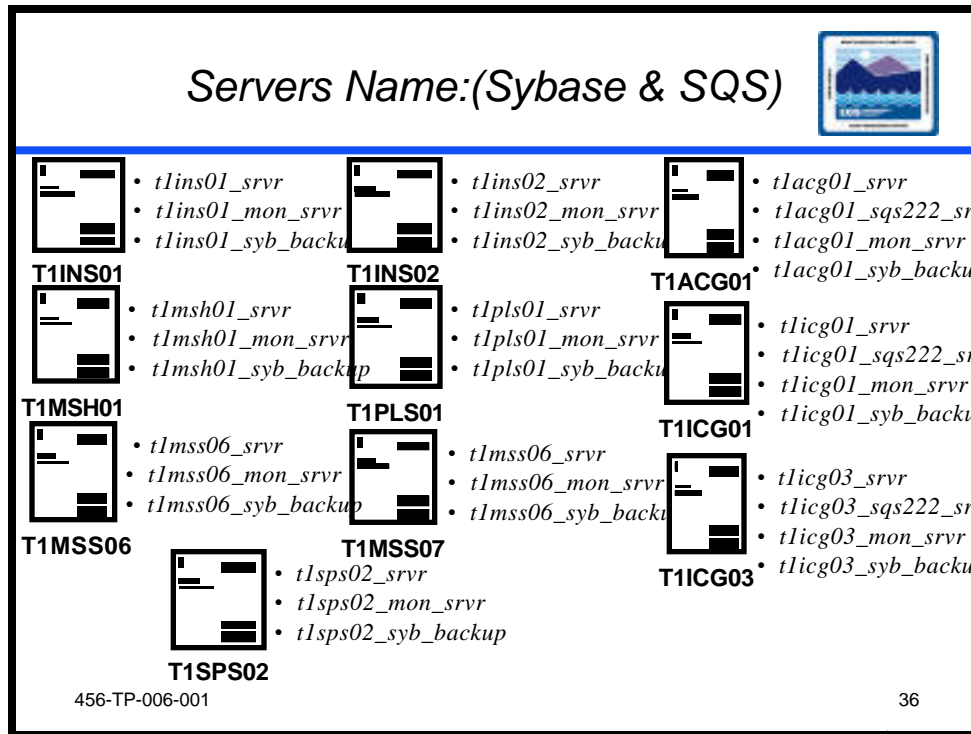 Servers Name:(Sybase & SQS)
• t1ins01_srvr
• t1ins01_mon_srvr
• t1ins01_syb_backu
T1INS01
• t1ins02_srvr
• t1ins02_mon_srvr
• t1ins02_syb_backu
T1INS02
• t1acg01_srvr
• t1acg01_sqs222_sr
• t1acg01_mon_srvr
• t1acg01_syb_backu
T1ACG01
• t1msh01_srvr
• t1msh01_mon_srvr
• t1msh01_syb_backup
T1MSH01
• t1pls01_srvr
• t1pls01_mon_srvr
• t1pls01_syb_backu
T1PLS01
• t1icg01_srvr
• t1icg01_sqs222_sr
• t1icg01_mon_srvr
• t1icg01_syb_backu
T1ICG01
• t1mss06_srvr
• t1mss06_mon_srvr
• t1mss06_syb_backup
T1MSS06
• t1mss06_srvr
• t1mss06_mon_srvr
• t1mss06_syb_backu
T1MSS07
• t1icg03_srvr
• t1icg03_sqs222_sr
• t1icg03_mon_srvr
• t1icg03_syb_backu
T1ICG03
• t1sps02_srvr
• t1sps02_mon_srvr
• t1sps02_syb_backup
T1SPS02
456-TP-006-001
36